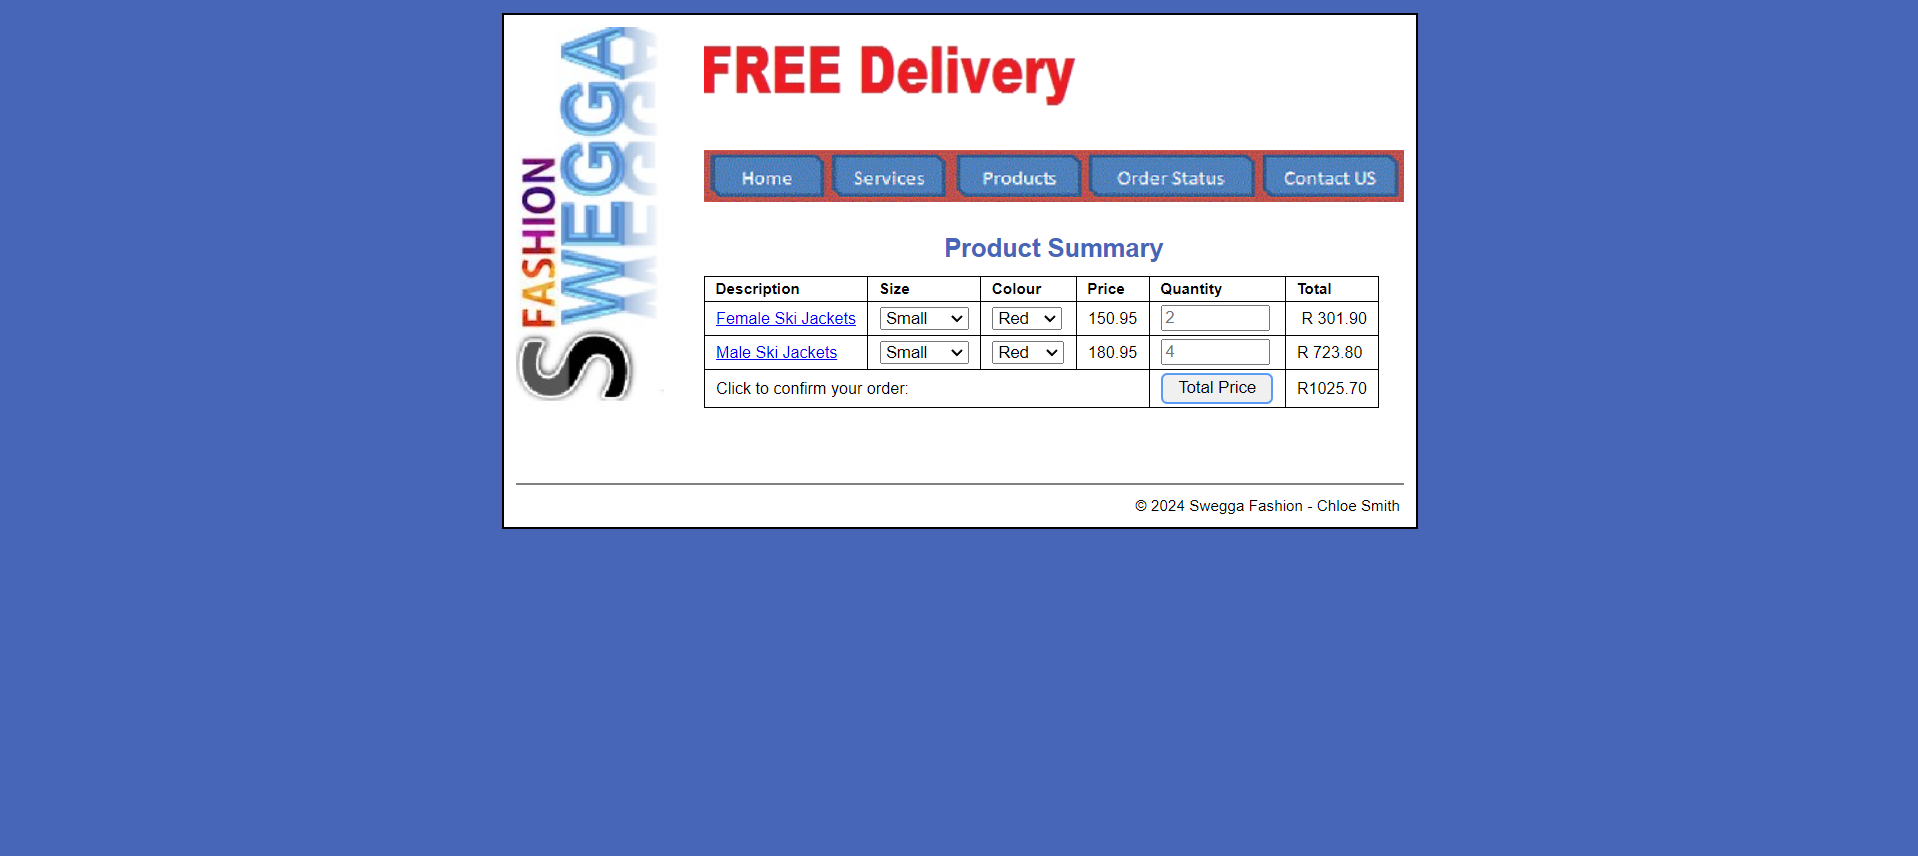 FASHION
SWEGGA
FREE Delivery
Home Services Products Order Status Contact US
Product Summary
Description Size Colour Price Quantity Total
Female Ski Jackets Small Red 150.95 2 R 301.90
Male Ski Jackets Small Red 180.95 4 R 723.80
Click to confirm your order: Total Price R1025.70
© 2024 Swegga Fashion - Chloe Smith